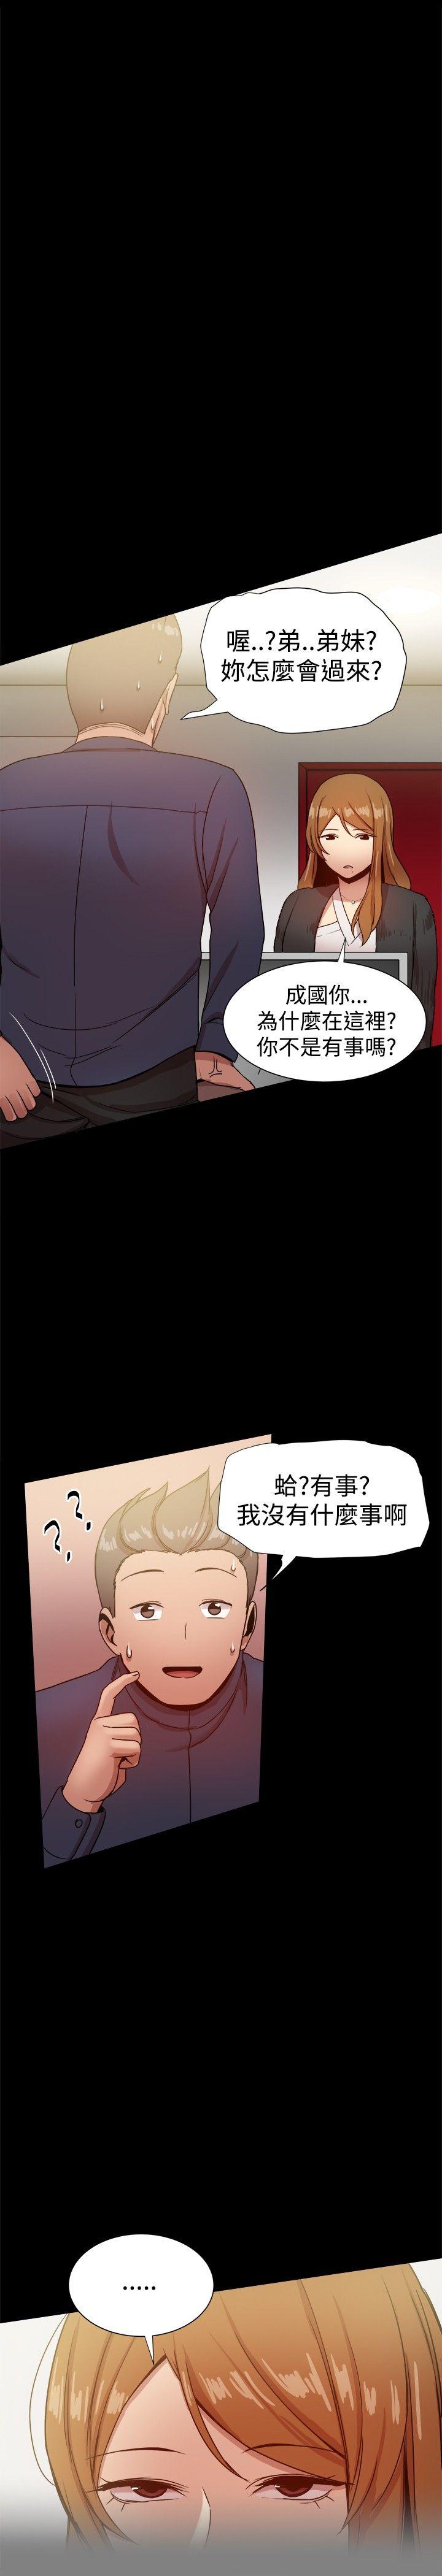 喔..?弟..弟妹?
妳怎麼會過來?
成國你...
為什麼在這裡?
你不是有事嗎?
??
蛤?有事?
我沒有什麼事啊
.....